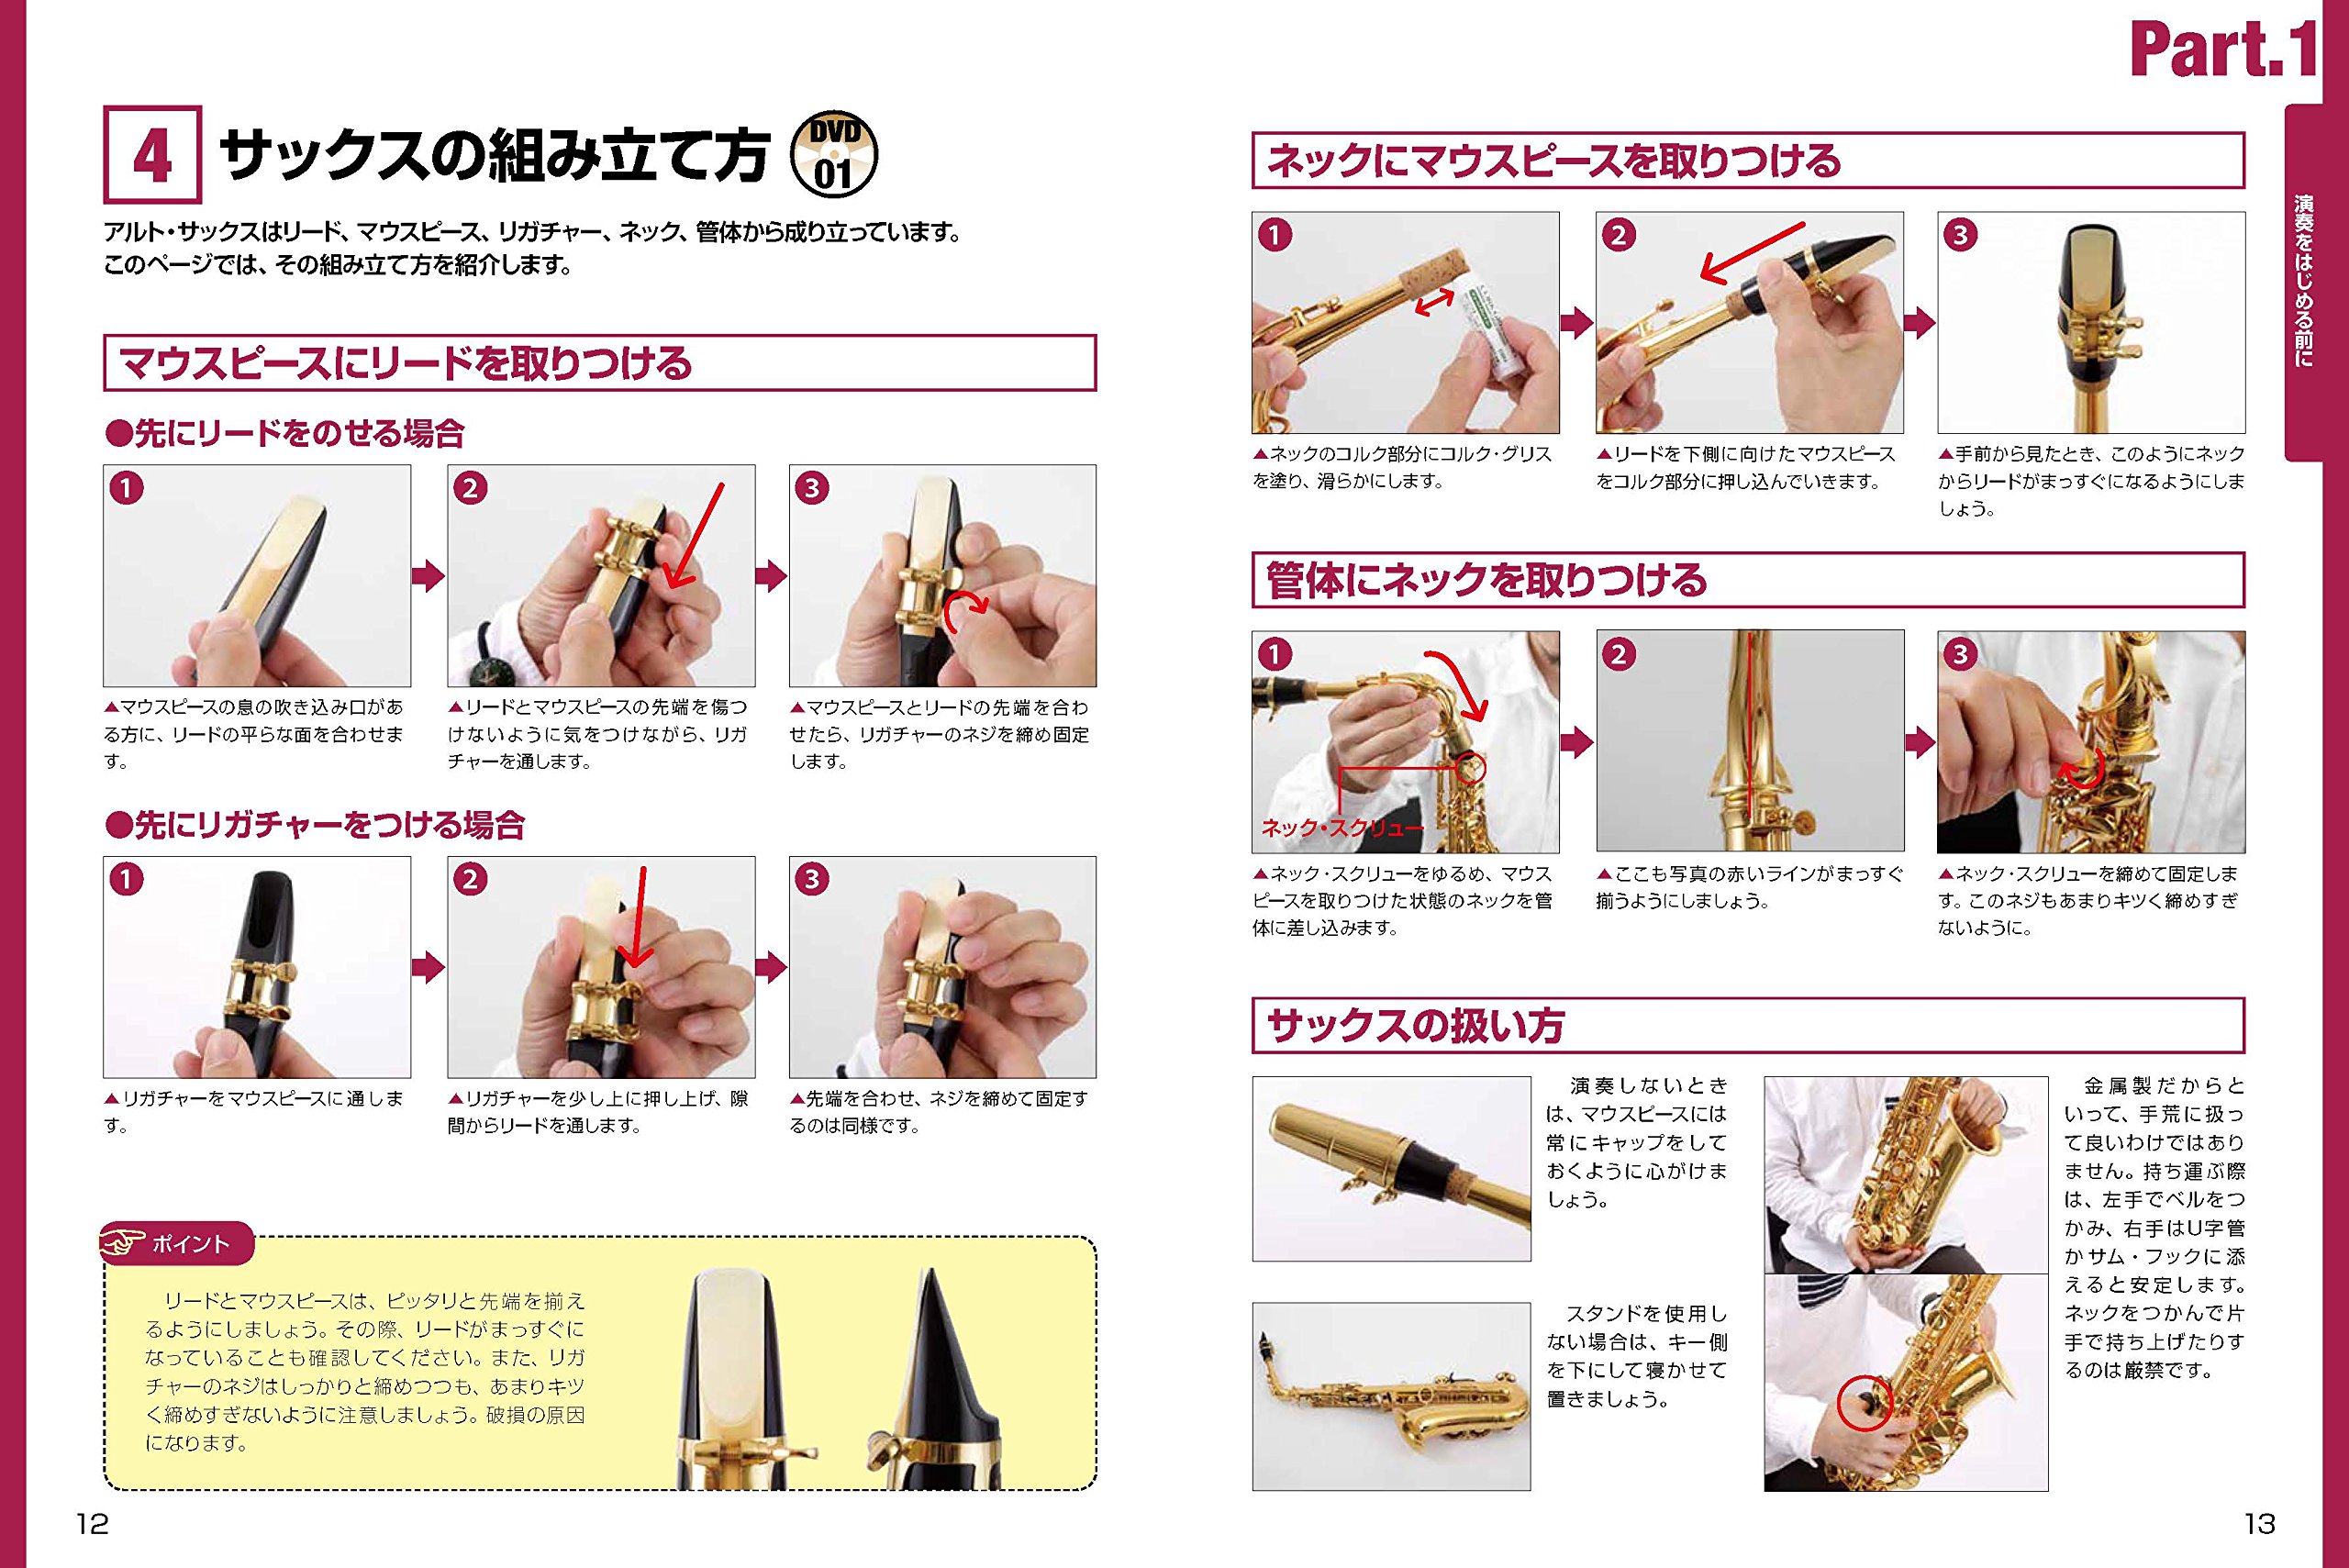 Part.1
演奏をはじめる前に
4
サックスの組み立て方
DVD
01
アルト・サックスはリード、マウスピース、リガチャー、ネック、管体から成り立っています。
このページでは、その組み立て方を紹介します。
マウスピースにリードを取りつける
●先にリードをのせる場合
1
2
3
▲マウスピースの息の吹き込み口があ
る方に、リードの平らな面を合わせま
す。
▲リードとマウスピースの先端を傷つ
けないように気をつけながら、リガ
チャーを通します。
▲マウスピースとリードの先端を合わ
せたら、リガチャーのネジを締め固定
します。
●先にリガチャーをつける場合
1
2
3
▲リガチャーをマウスピースに通しま
す。
▲リガチャーを少し上に押し上げ、隙
間からリードを通します。
▲先端を合わせ、ネジを締めて固定す
るのは同様です。
ポイント
リードとマウスピースは、ピッタリと先端を揃え
るようにしましょう。その際、リードがまっすぐに
なっていることも確認してください。また、リガ
チャーのネジはしっかりと締めつつも、あまりキツ
く締めすぎないように注意しましょう。破損の原因
になります。
12
ネックにマウスピースを取りつける
1
2
3
▲ネックのコルク部分にコルク・グリス
を塗り、滑らかにします。
▲リードを下側に向けたマウスピース
をコルク部分に押し込んでいきます。
▲手前から見たとき、このようにネック
からリードがまっすぐになるようにしま
しょう。
管体にネックを取りつける
1
2
3
ネック・スクリュー
▲ネック・スクリューをゆるめ、マウス
ピースを取りつけた状態のネックを管
体に差し込みます。
▲ここも写真の赤いラインがまっすぐ
揃うようにしましょう。
▲ネック・スクリューを締めて固定しま
す。このネジもあまりキツく締めすぎ
ないように。
サックスの扱い方
演奏しないとき
は、マウスピースには
常にキャップをして
おくように心がけま
しょう。
スタンドを使用し
ない場合は、キー側
を下にして寝かせて
置きましょう。
金属製だからと
いって、手荒に扱っ
て良いわけではあり
ません。持ち運ぶ際
は、左手でベルをつ
かみ、右手はU字管
かサム・フックに添
えると安定します。
ネックをつかんで片
手で持ち上げたりす
るのは厳禁です。
13